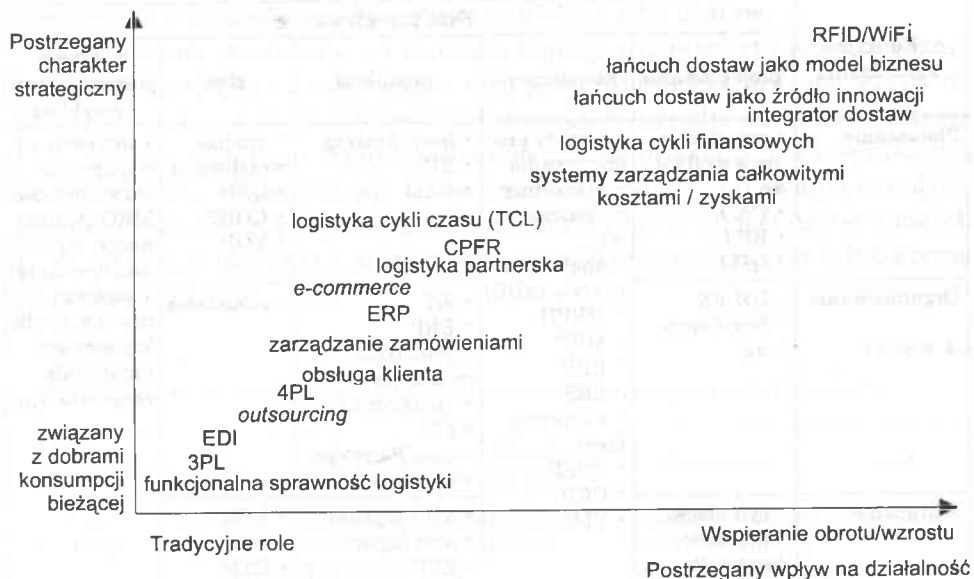 Postrzegany
charakter
strategiczny
RFID/WiFi
łańcuch dostaw jako model biznesu
łańcuch dostaw jako źródło innowacji
integrator dostaw
logistyka cykli finansowych
systemy zarządzania całkowitymi
kosztami / zyskami
logistyka cykli czasu (TCL)
CPFR
logistyka partnerska
e-commerce
ERP
zarządzanie zamówieniami
obsługa klienta
4PL
outsourcing
EDI
3PL
funkcjonalna sprawność logistyki
związany
z dobrami
konsumpcji
bieżącej
Tradycyjne role
Wspieranie obrotu/wzrostu
Postrzegany wpływ na działalność